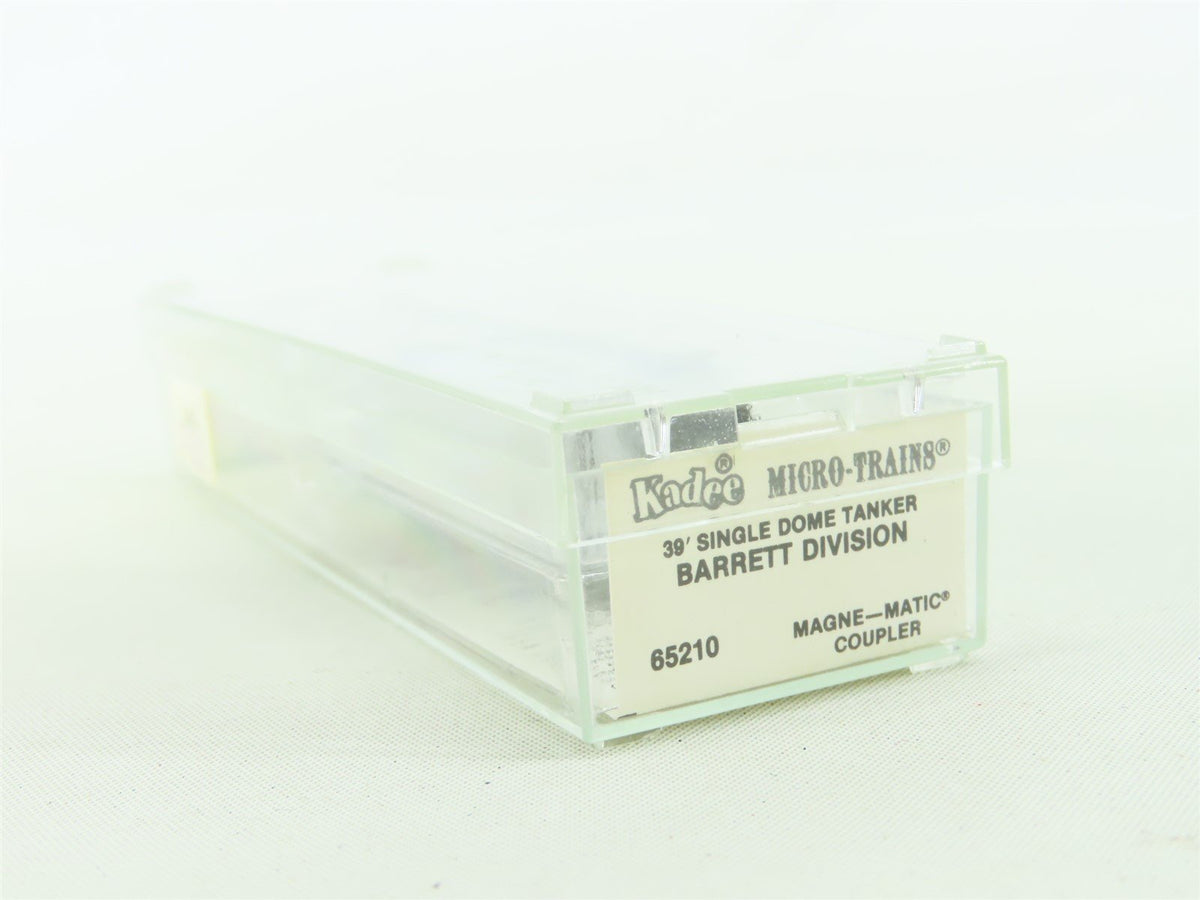 Kadee® MICRO-TRAINS®
39' SINGLE DOME TANKER
BARRETT DIVISION
65210
MAGNE—MATIC®
COUPLER